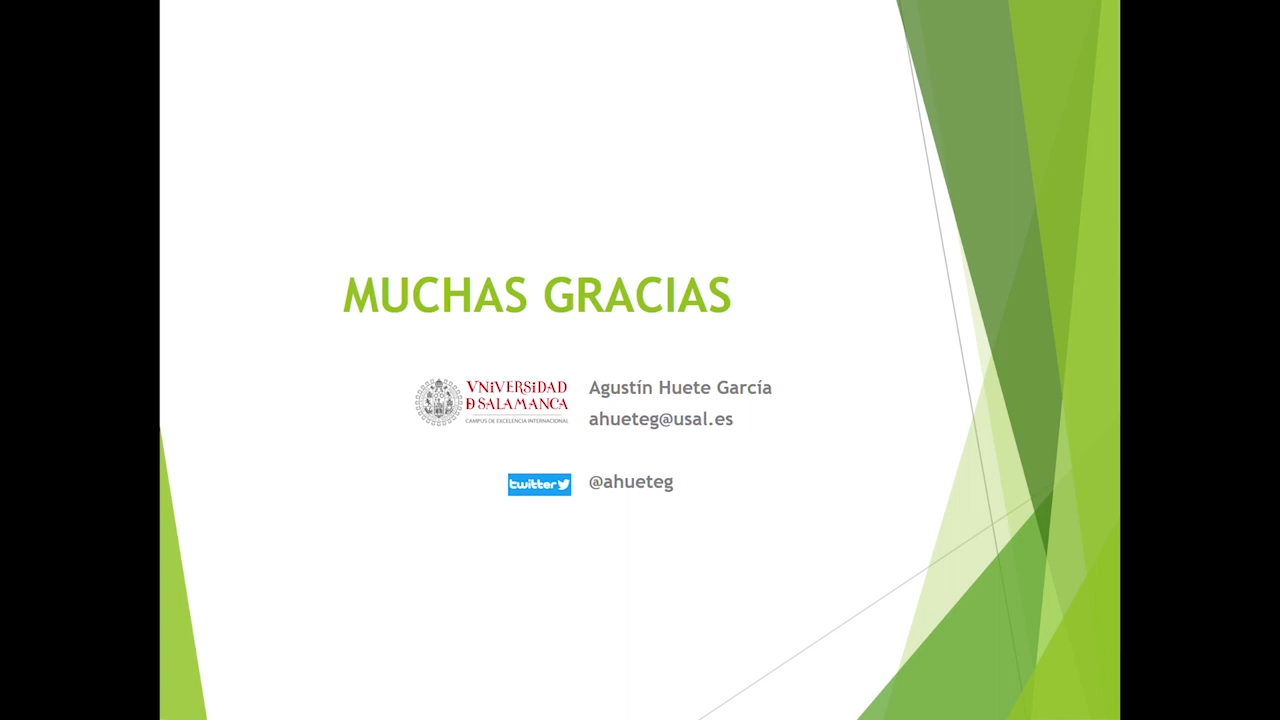 MUCHAS GRACIAS
VNiVERSiDAD
Ð SALAMANCA
CAMPUS DE EXCELENCIA INTERNACIONAL
Agustín Huete García
ahueteg@usal.es
twitter
@ahueteg